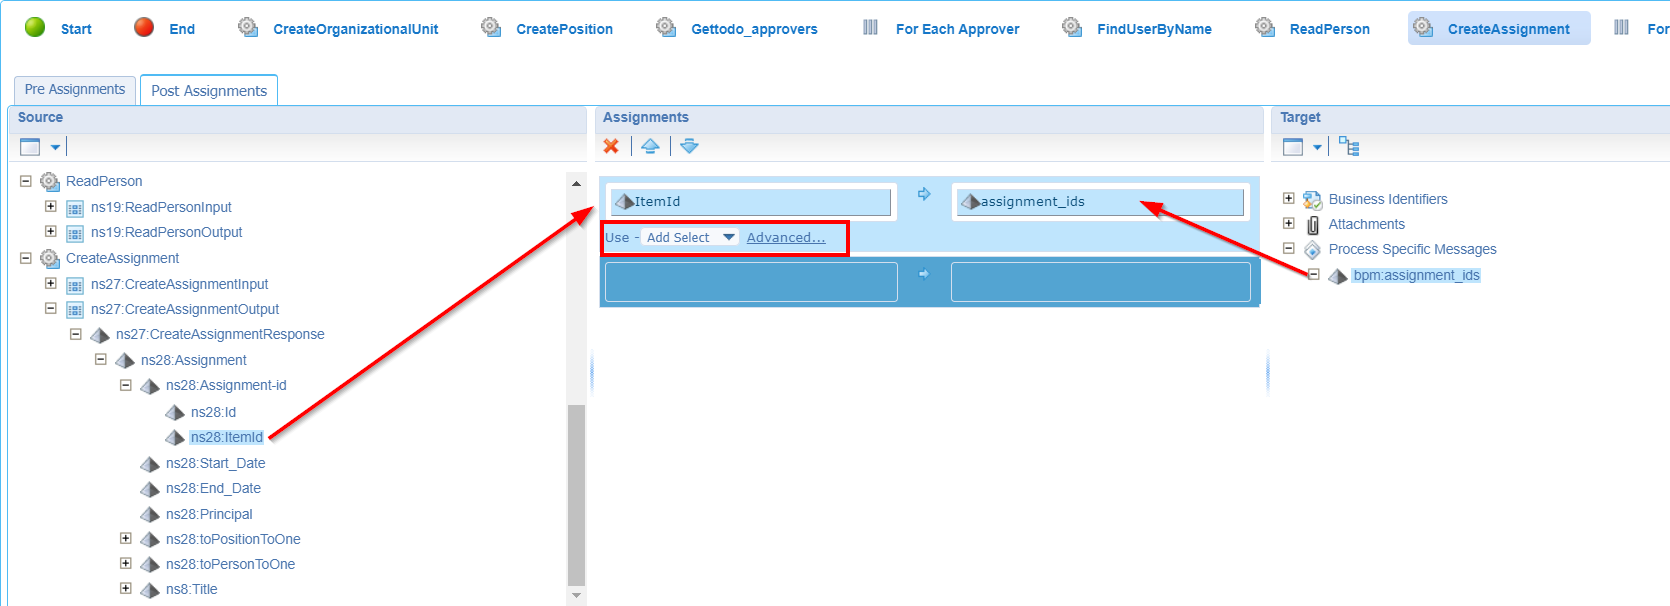 Start End CreateOrganizationalUnit CreatePosition Gettodo_approvers For Each Approver FindUserByName ReadPerson CreateAssignment For
Pre Assignments Post Assignments
Source
ReadPerson
ns19:ReadPersonInput
ns19:ReadPersonOutput
CreateAssignment
ns27:CreateAssignmentInput
ns27:CreateAssignmentOutput
ns27:CreateAssignmentResponse
ns28:Assignment
ns28:Assignment-id
ns28:Id
ns28:ItemId
ns28:Start_Date
ns28:End_Date
ns28:Principal
ns28:toPositionToOne
ns28:toPersonToOne
ns8:Title
Assignments
ItemId assignment_ids
Use - Add Select Advanced...
Target
Business Identifiers
Attachments
Process Specific Messages
bpm:assignment_ids